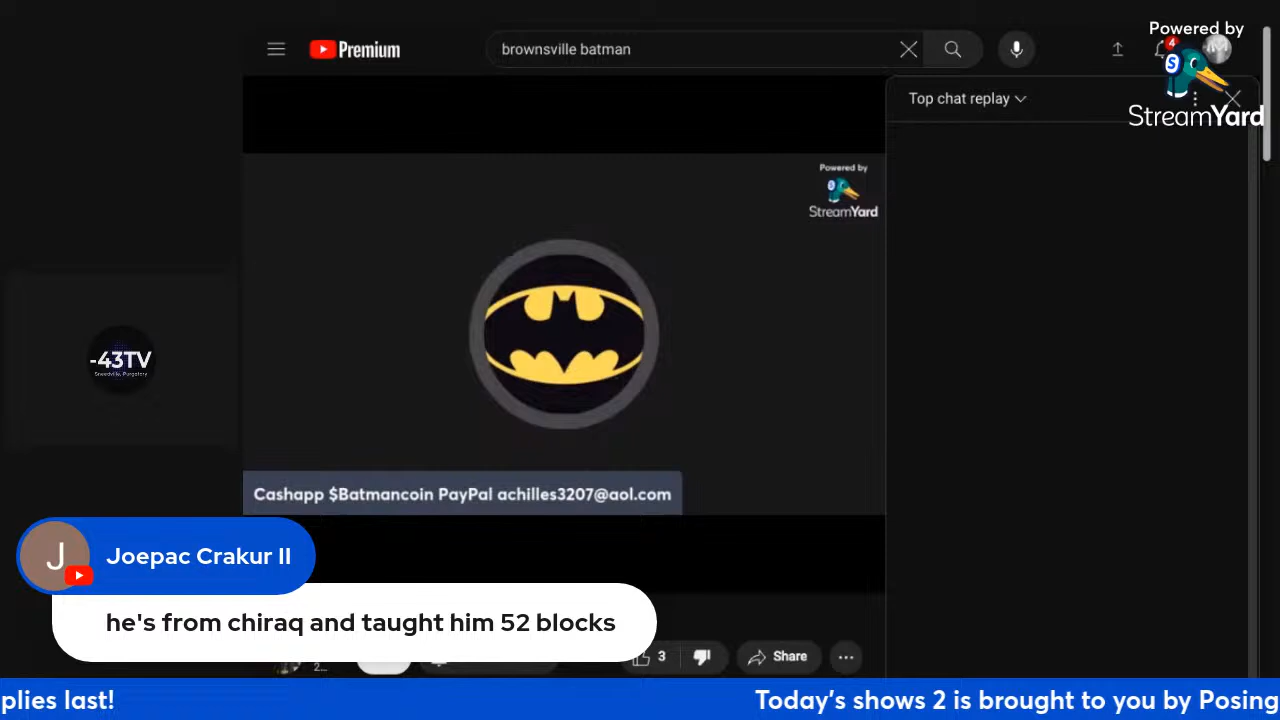 Powered by
StreamYard
Premium
brownsville batman
4
Top chat replay
Powered by
StreamYard
-43TV
Cashapp $Batmancoin PayPal achilles3207@aol.com
J
Joepac Crakur II
he's from chiraq and taught him 52 blocks
2...
3
Share
plies last!
Today's shows 2 is brought to you by Posing